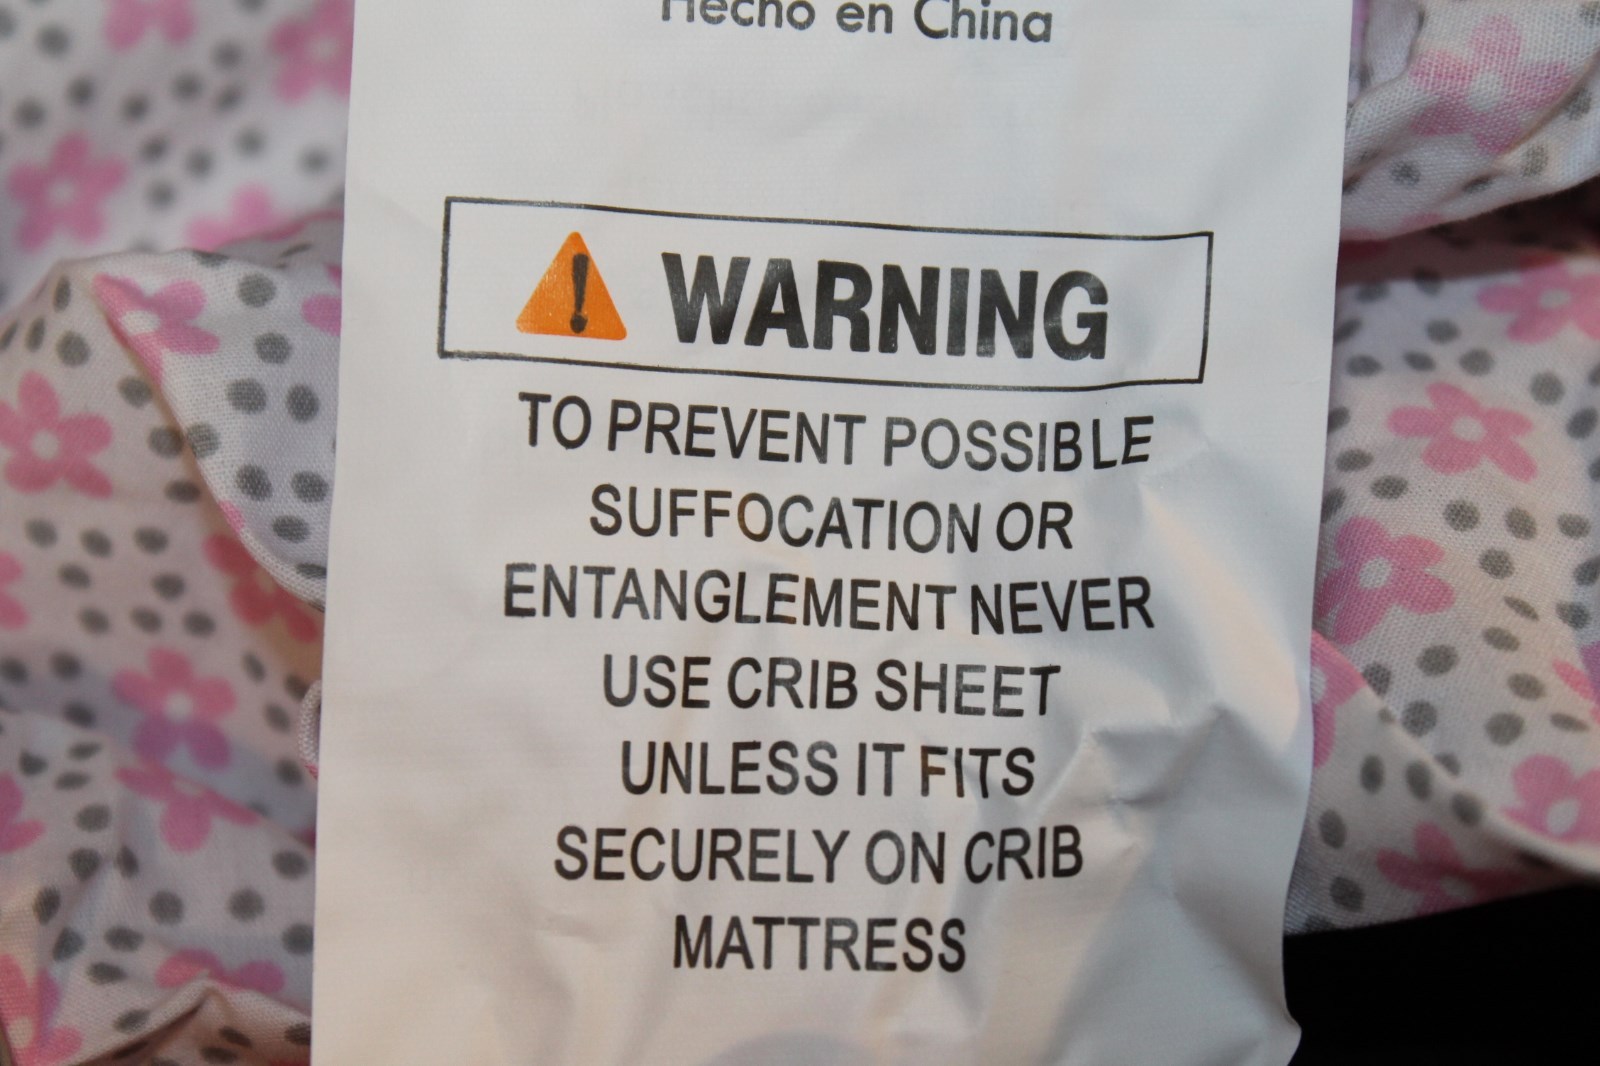 Hecho en China
WARNING
TO PREVENT POSSIBLE
SUFFOCATION OR
ENTANGLEMENT NEVER
USE CRIB SHEET
UNLESS IT FITS
SECURELY ON CRIB
MATTRESS